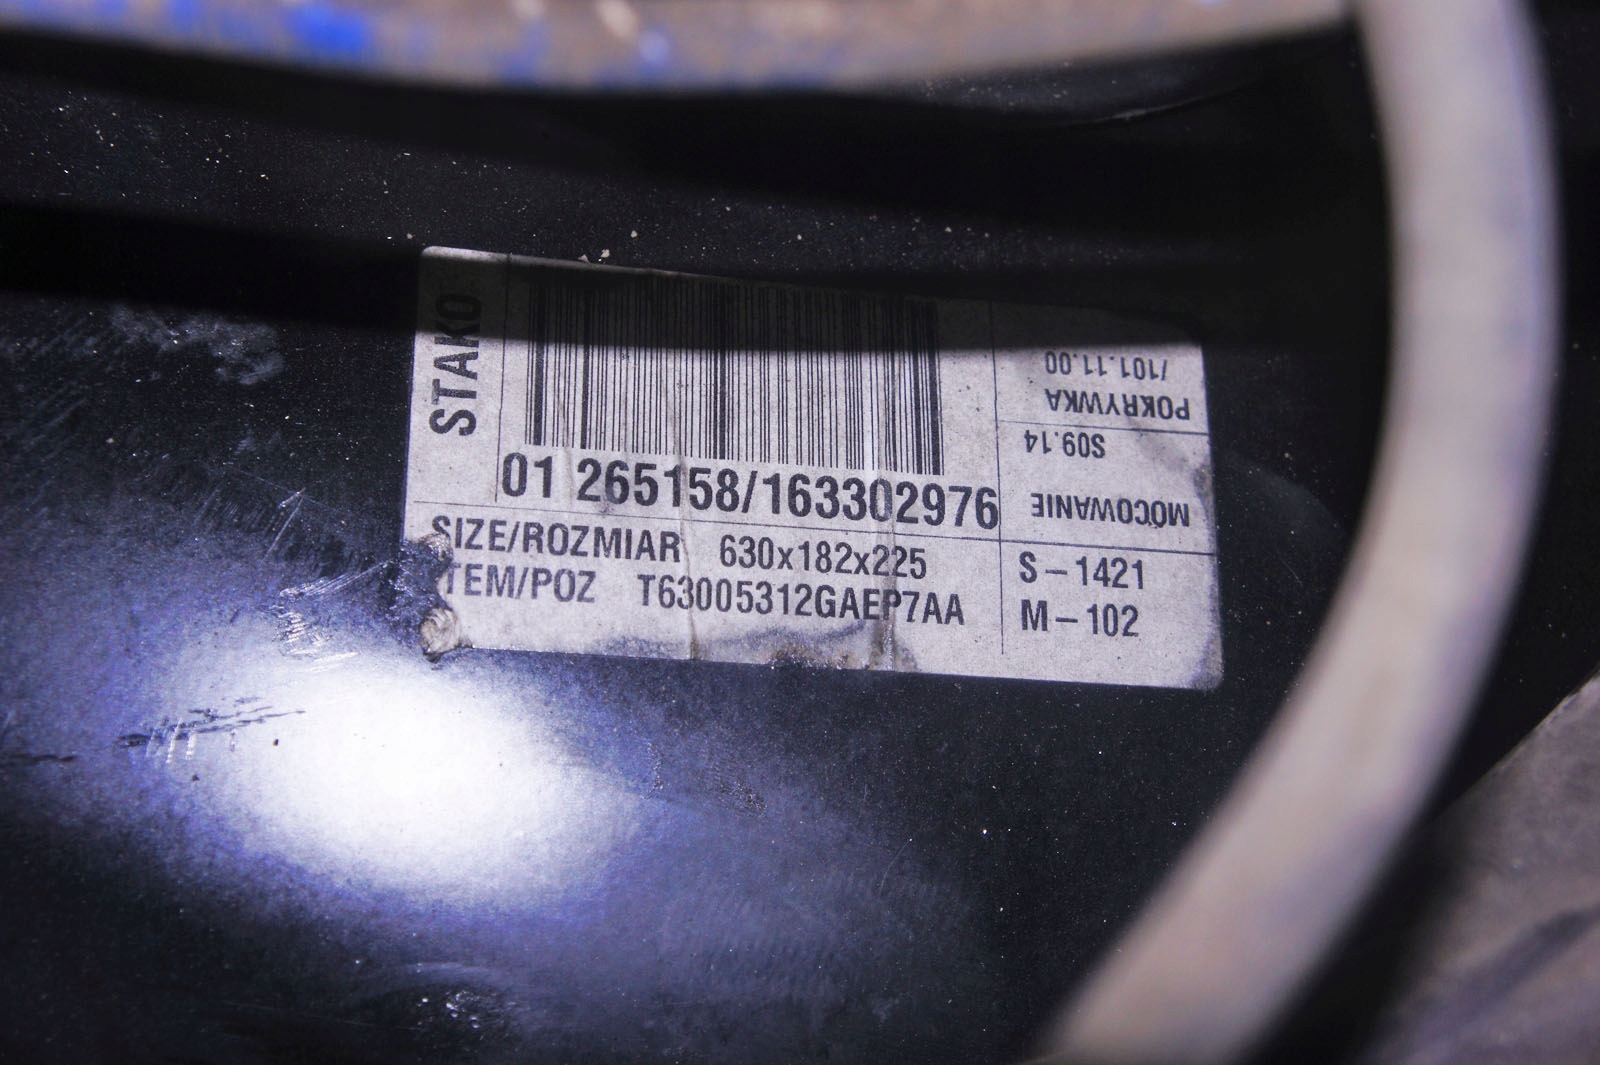 STAKO
01 265158/163302976
SIZE/ROZMIAR 630x182x225
TEM/POZ T63005312GAEP7AA
MOCOWANIE
S09.14
POKRYWKA
/101.11.00
S-1421
M-102